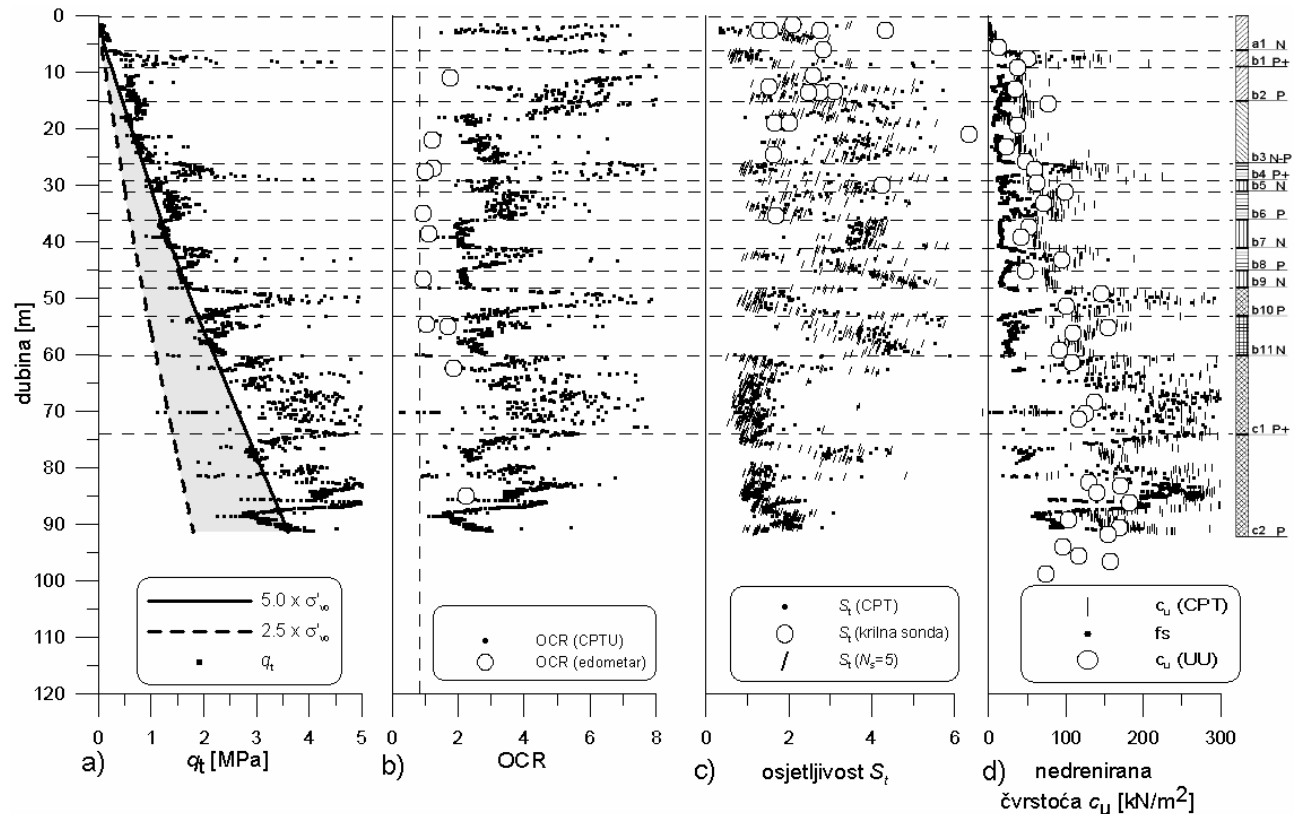 0
10
20
30
40
50
60
70
80
90
100
110
120
dubina [m]
5.0 x σ'vo
2.5 x σ'vo
qt
0 1 2 3 4 5
a) qt [MPa]
OCR (CPTU)
OCR (edometar)
0 2 4 6 8
b) OCR
St (CPT)
St (krilna sonda)
St (Ns=5)
0 2 4 6
c) osjetljivost St
cu (CPT)
fs
cu (UU)
0 100 200 300
d) nedrenirana
čvrstoća cu [kN/m²]
a1 N
b1 P+
b2 P
b3 N-P
b4 P+
b5 N
b6 P
b7 N
b8 P
b9 N
b10 P
b11 N
c1 P+
c2 P